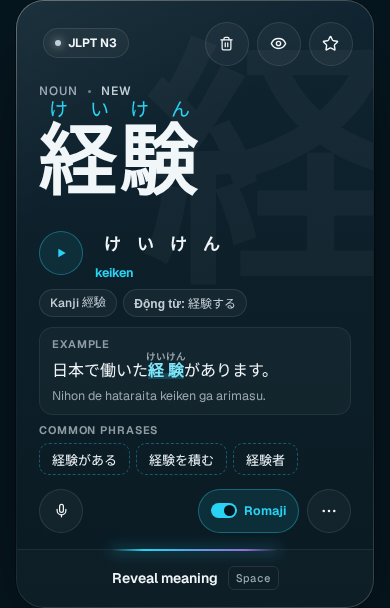 JLPT N3
NOUN • NEW
けいけん
経験
けいけん
keiken
Kanji 経験
Động từ: 経験する
EXAMPLE
けいけん
日本で働いた経験があります。
Nihon de hataraita keiken ga arimasu.
COMMON PHRASES
経験がある
経験を積む
経験者
Romaji
Reveal meaning Space